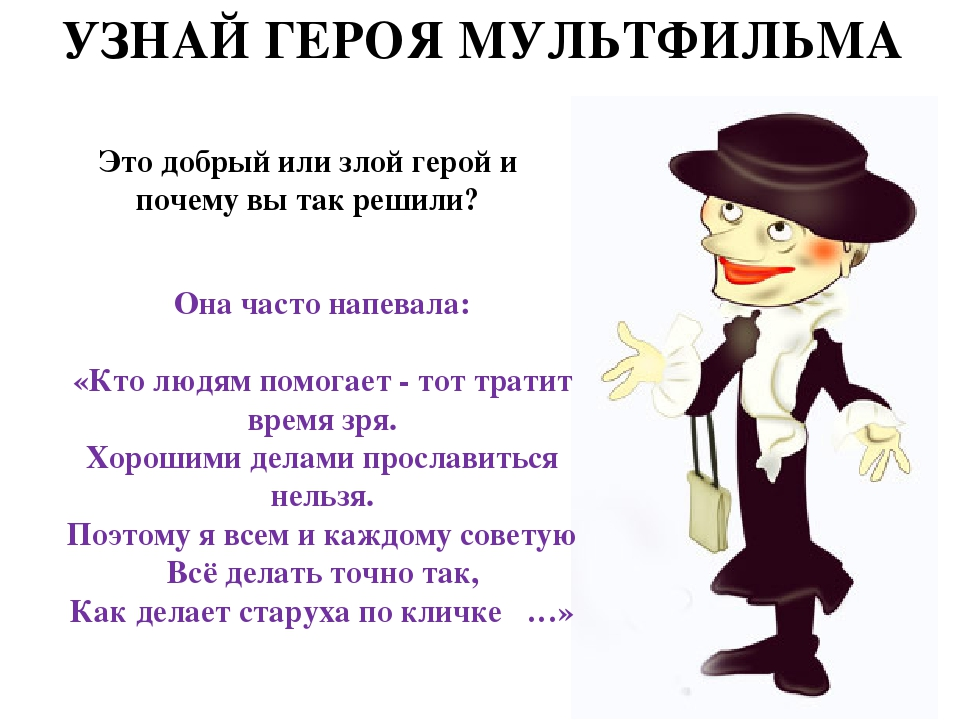 УЗНАЙ ГЕРОЯ МУЛЬТФИЛЬМА
Это добрый или злой герой и
почему вы так решили?
Она часто напевала:
«Кто людям помогает - тот тратит
время зря.
Хорошими делами прославиться
нельзя.
Поэтому я всем и каждому советую
Всё делать точно так,
Как делает старуха по кличке ...»